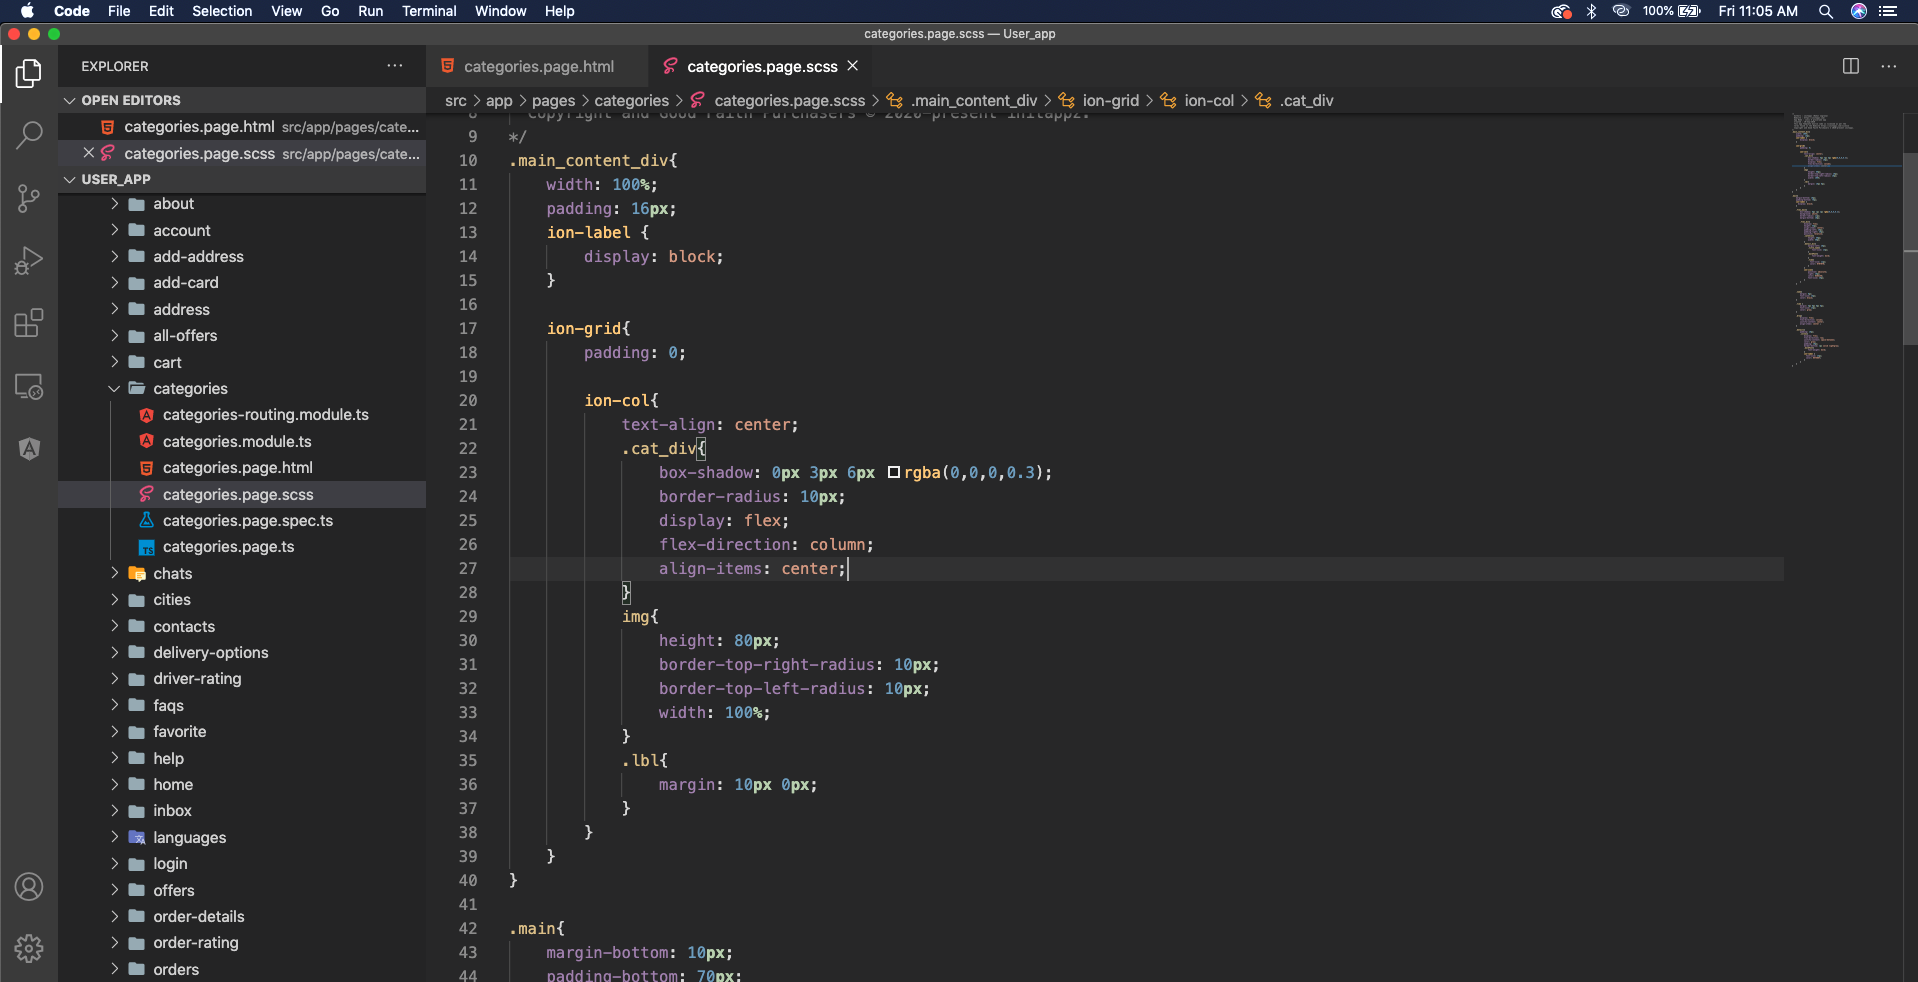 Code File Edit Selection View Go Run Terminal Window Help 100% Fri 11:05 AM
categories.page.scss — User_app
EXPLORER
OPEN EDITORS
categories.page.html src/app/pages/cate...
categories.page.scss src/app/pages/cate...
USER_APP
about
account
add-address
add-card
address
all-offers
cart
categories
categories-routing.module.ts
categories.module.ts
categories.page.html
categories.page.scss
categories.page.spec.ts
categories.page.ts
chats
cities
contacts
delivery-options
driver-rating
faqs
favorite
help
home
inbox
languages
login
offers
order-details
order-rating
orders
categories.page.html categories.page.scss
src > app > pages > categories > categories.page.scss > .main_content_div > ion-grid > ion-col > .cat_div
8 Copyright and Good Faith Purchasers © 2020-present initappz.
9 */
10 .main_content_div{
11 width: 100%;
12 padding: 16px;
13 ion-label {
14 display: block;
15 }
16
17 ion-grid{
18 padding: 0;
19
20 ion-col{
21 text-align: center;
22 .cat_div{
23 box-shadow: 0px 3px 6px rgba(0,0,0,0.3);
24 border-radius: 10px;
25 display: flex;
26 flex-direction: column;
27 align-items: center;
28 }
29 img{
30 height: 80px;
31 border-top-right-radius: 10px;
32 border-top-left-radius: 10px;
33 width: 100%;
34 }
35 .lbl{
36 margin: 10px 0px;
37 }
38 }
39 }
40 }
41
42 .main{
43 margin-bottom: 10px;
44 padding-bottom: 70px;